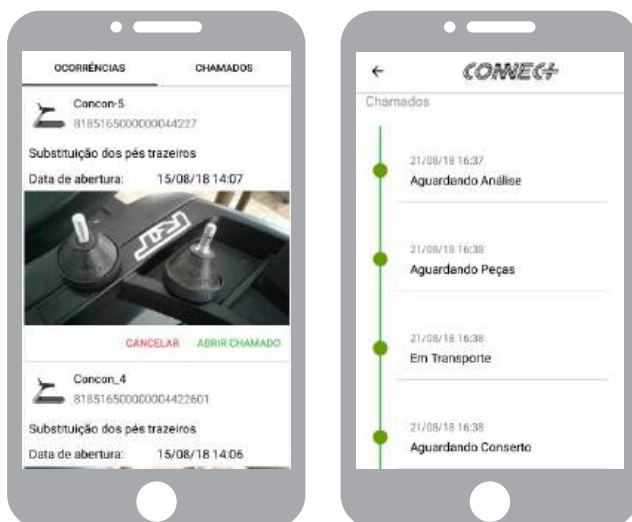 OCORRÊNCIAS
CHAMADOS
Concon-5
8185165000000044227
Substituição dos pés trazeiros
Data de abertura: 15/08/18 14:07
CANCELAR
ABRIR CHAMADO
Concon_4
818516500000004422601
Substituição dos pés trazeiros
Data de abertura: 15/08/18 14:06
CONNECT
Chamados
21/08/18 16:37
Aguardando Análise
21/08/18 16:38
Aguardando Peças
21/08/18 16:38
Em Transporte
21/08/18 16:38
Aguardando Conserto